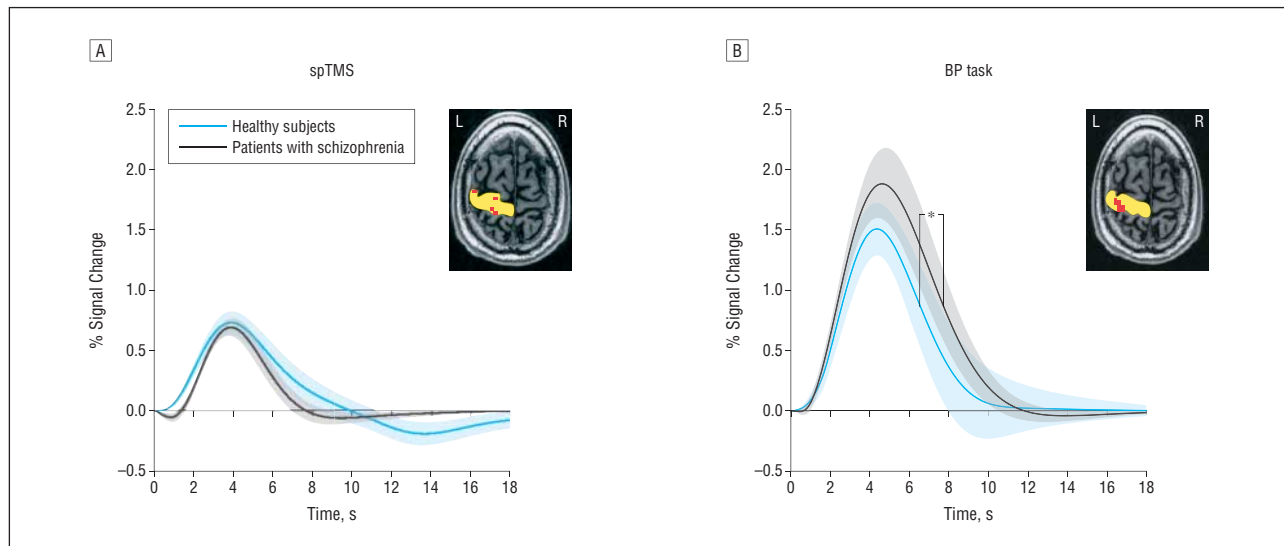 A
spTMS
Healthy subjects
Patients with schizophrenia
L R
% Signal Change
2.5
2.0
1.5
1.0
0.5
0.0
–0.5
0 2 4 6 8 10 12 14 16 18
Time, s
B
BP task
L R
*
% Signal Change
2.5
2.0
1.5
1.0
0.5
0.0
–0.5
0 2 4 6 8 10 12 14 16 18
Time, s